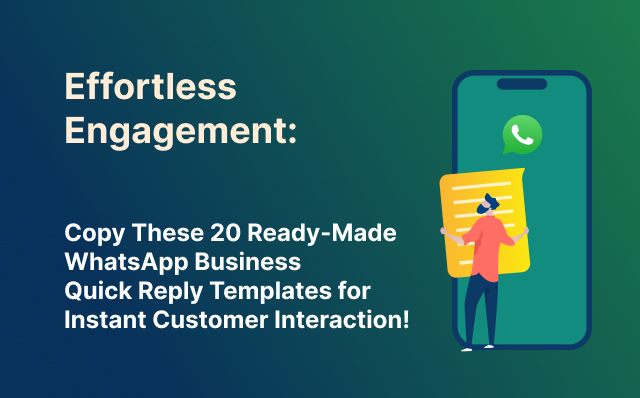 Effortless
Engagement:
Copy These 20 Ready-Made
WhatsApp Business
Quick Reply Templates for
Instant Customer Interaction!